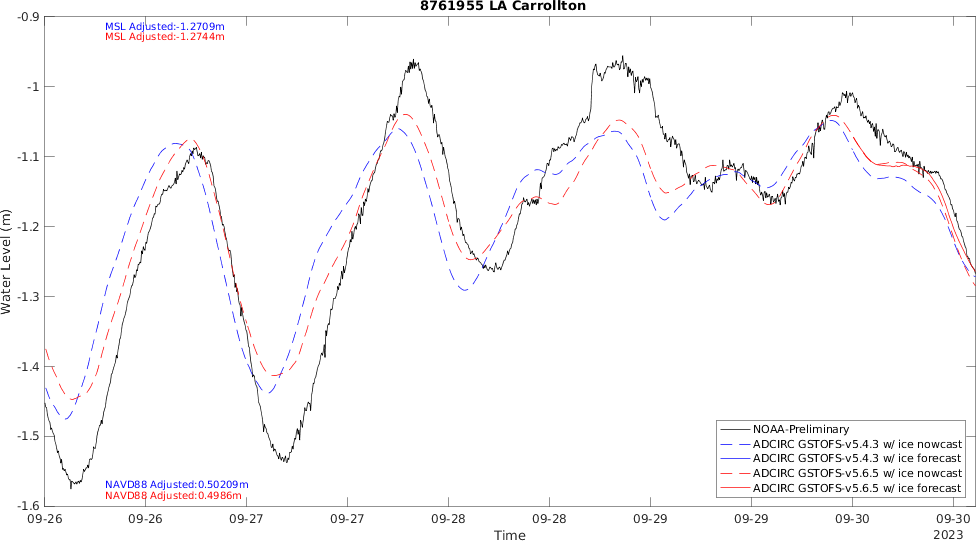 8761955 LA Carrollton
MSL Adjusted:-1.2709m
MSL Adjusted:-1.2744m
-0.9
-1
-1.1
-1.2
-1.3
-1.4
-1.5
-1.6
Water Level (m)
NAVD88 Adjusted:0.50209m
NAVD88 Adjusted:0.4986m
NOAA-Preliminary
ADCIRC GSTOFS-v5.4.3 w/ ice nowcast
ADCIRC GSTOFS-v5.4.3 w/ ice forecast
ADCIRC GSTOFS-v5.6.5 w/ ice nowcast
ADCIRC GSTOFS-v5.6.5 w/ ice forecast
09-26 09-26 09-27 09-27 09-28 09-28 09-29 09-29 09-30
Time 2023